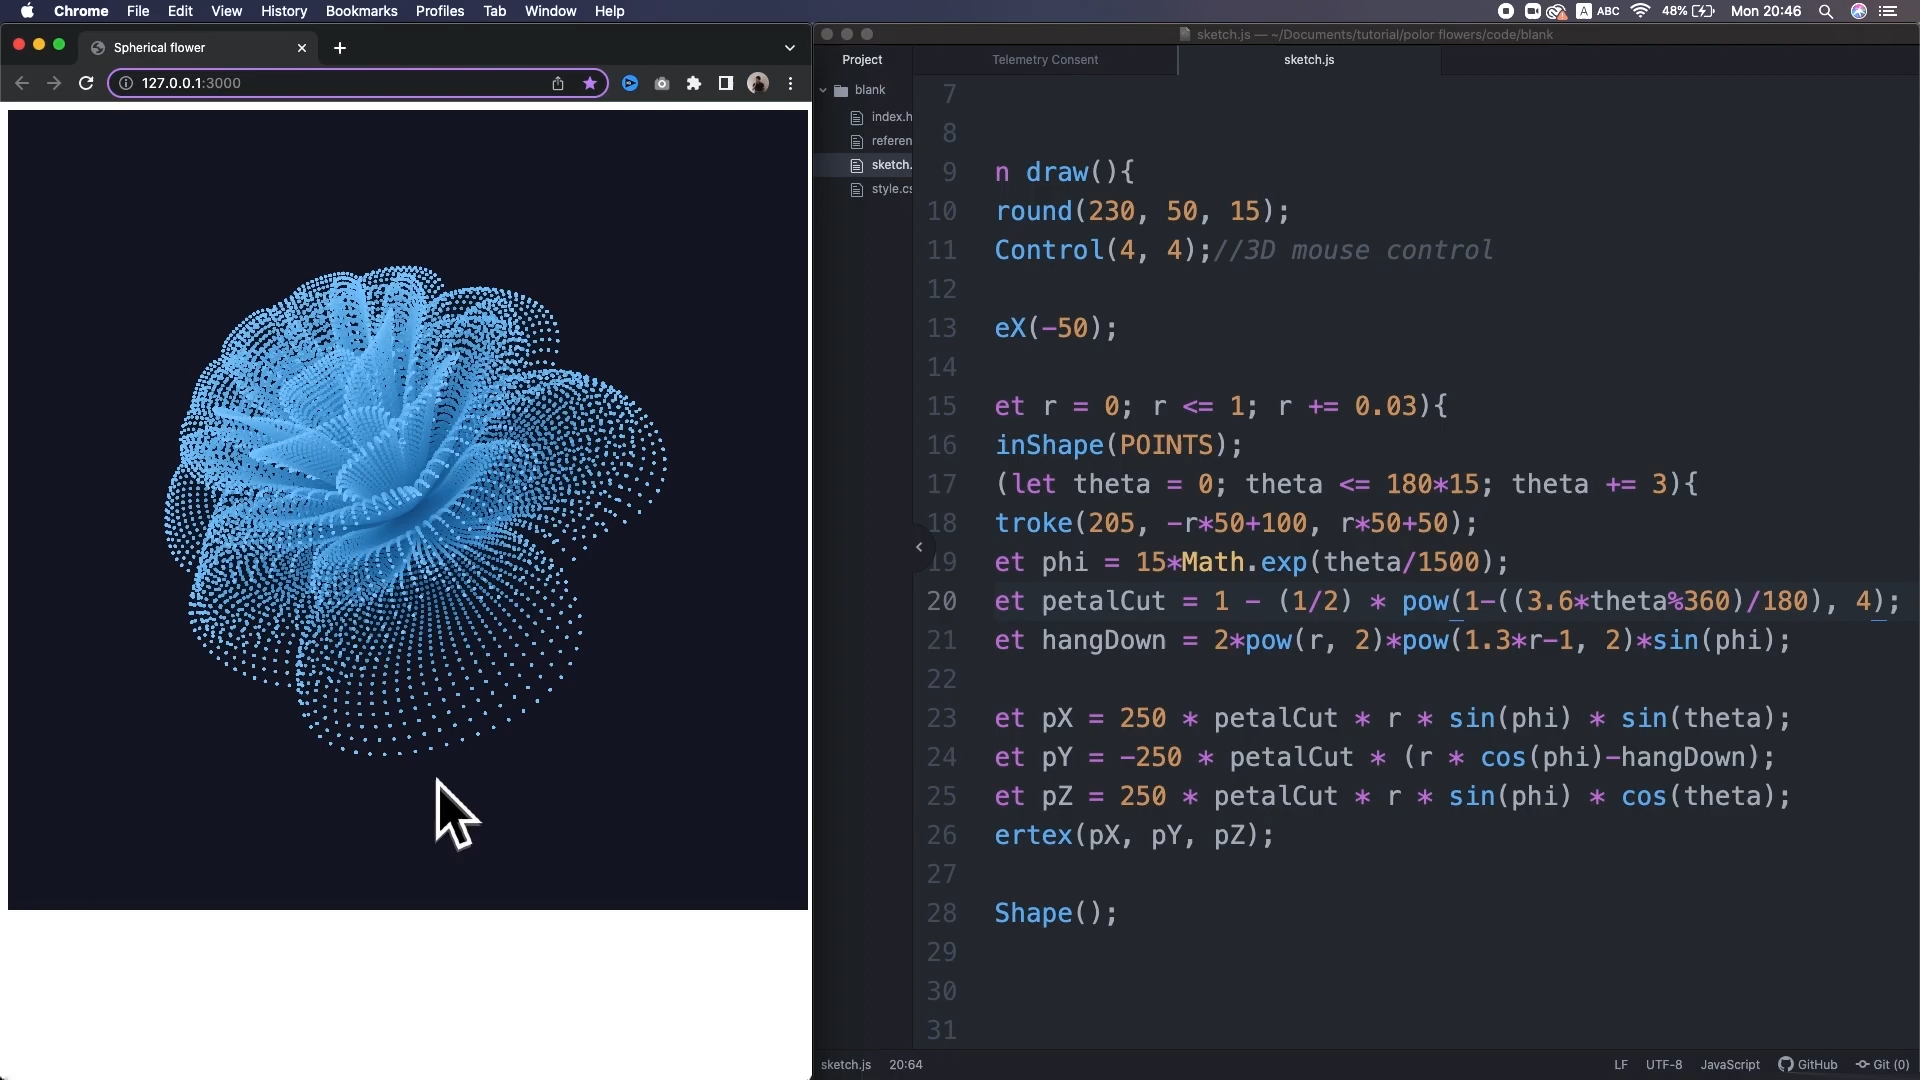 Chrome File Edit View History Bookmarks Profiles Tab Window Help
A ABC 48% Mon 20:46
Spherical flower
127.0.0.1:3000
sketch.js — ~/Documents/tutorial/polor flowers/code/blank
Project
Telemetry Consent
sketch.js
blank
index.h
referen
sketch.
style.cs
7
8
9 n draw(){
10 round(230, 50, 15);
11 Control(4, 4);//3D mouse control
12
13 eX(-50);
14
15 et r = 0; r <= 1; r += 0.03){
16 inShape(POINTS);
17 (let theta = 0; theta <= 180*15; theta += 3){
18 troke(205, -r*50+100, r*50+50);
19 et phi = 15*Math.exp(theta/1500);
20 et petalCut = 1 - (1/2) * pow(1-((3.6*theta%360)/180), 4);
21 et hangDown = 2*pow(r, 2)*pow(1.3*r-1, 2)*sin(phi);
22
23 et pX = 250 * petalCut * r * sin(phi) * sin(theta);
24 et pY = -250 * petalCut * (r * cos(phi)-hangDown);
25 et pZ = 250 * petalCut * r * sin(phi) * cos(theta);
26 ertex(pX, pY, pZ);
27
28 Shape();
29
30
31
sketch.js 20:64
LF UTF-8 JavaScript GitHub Git (0)